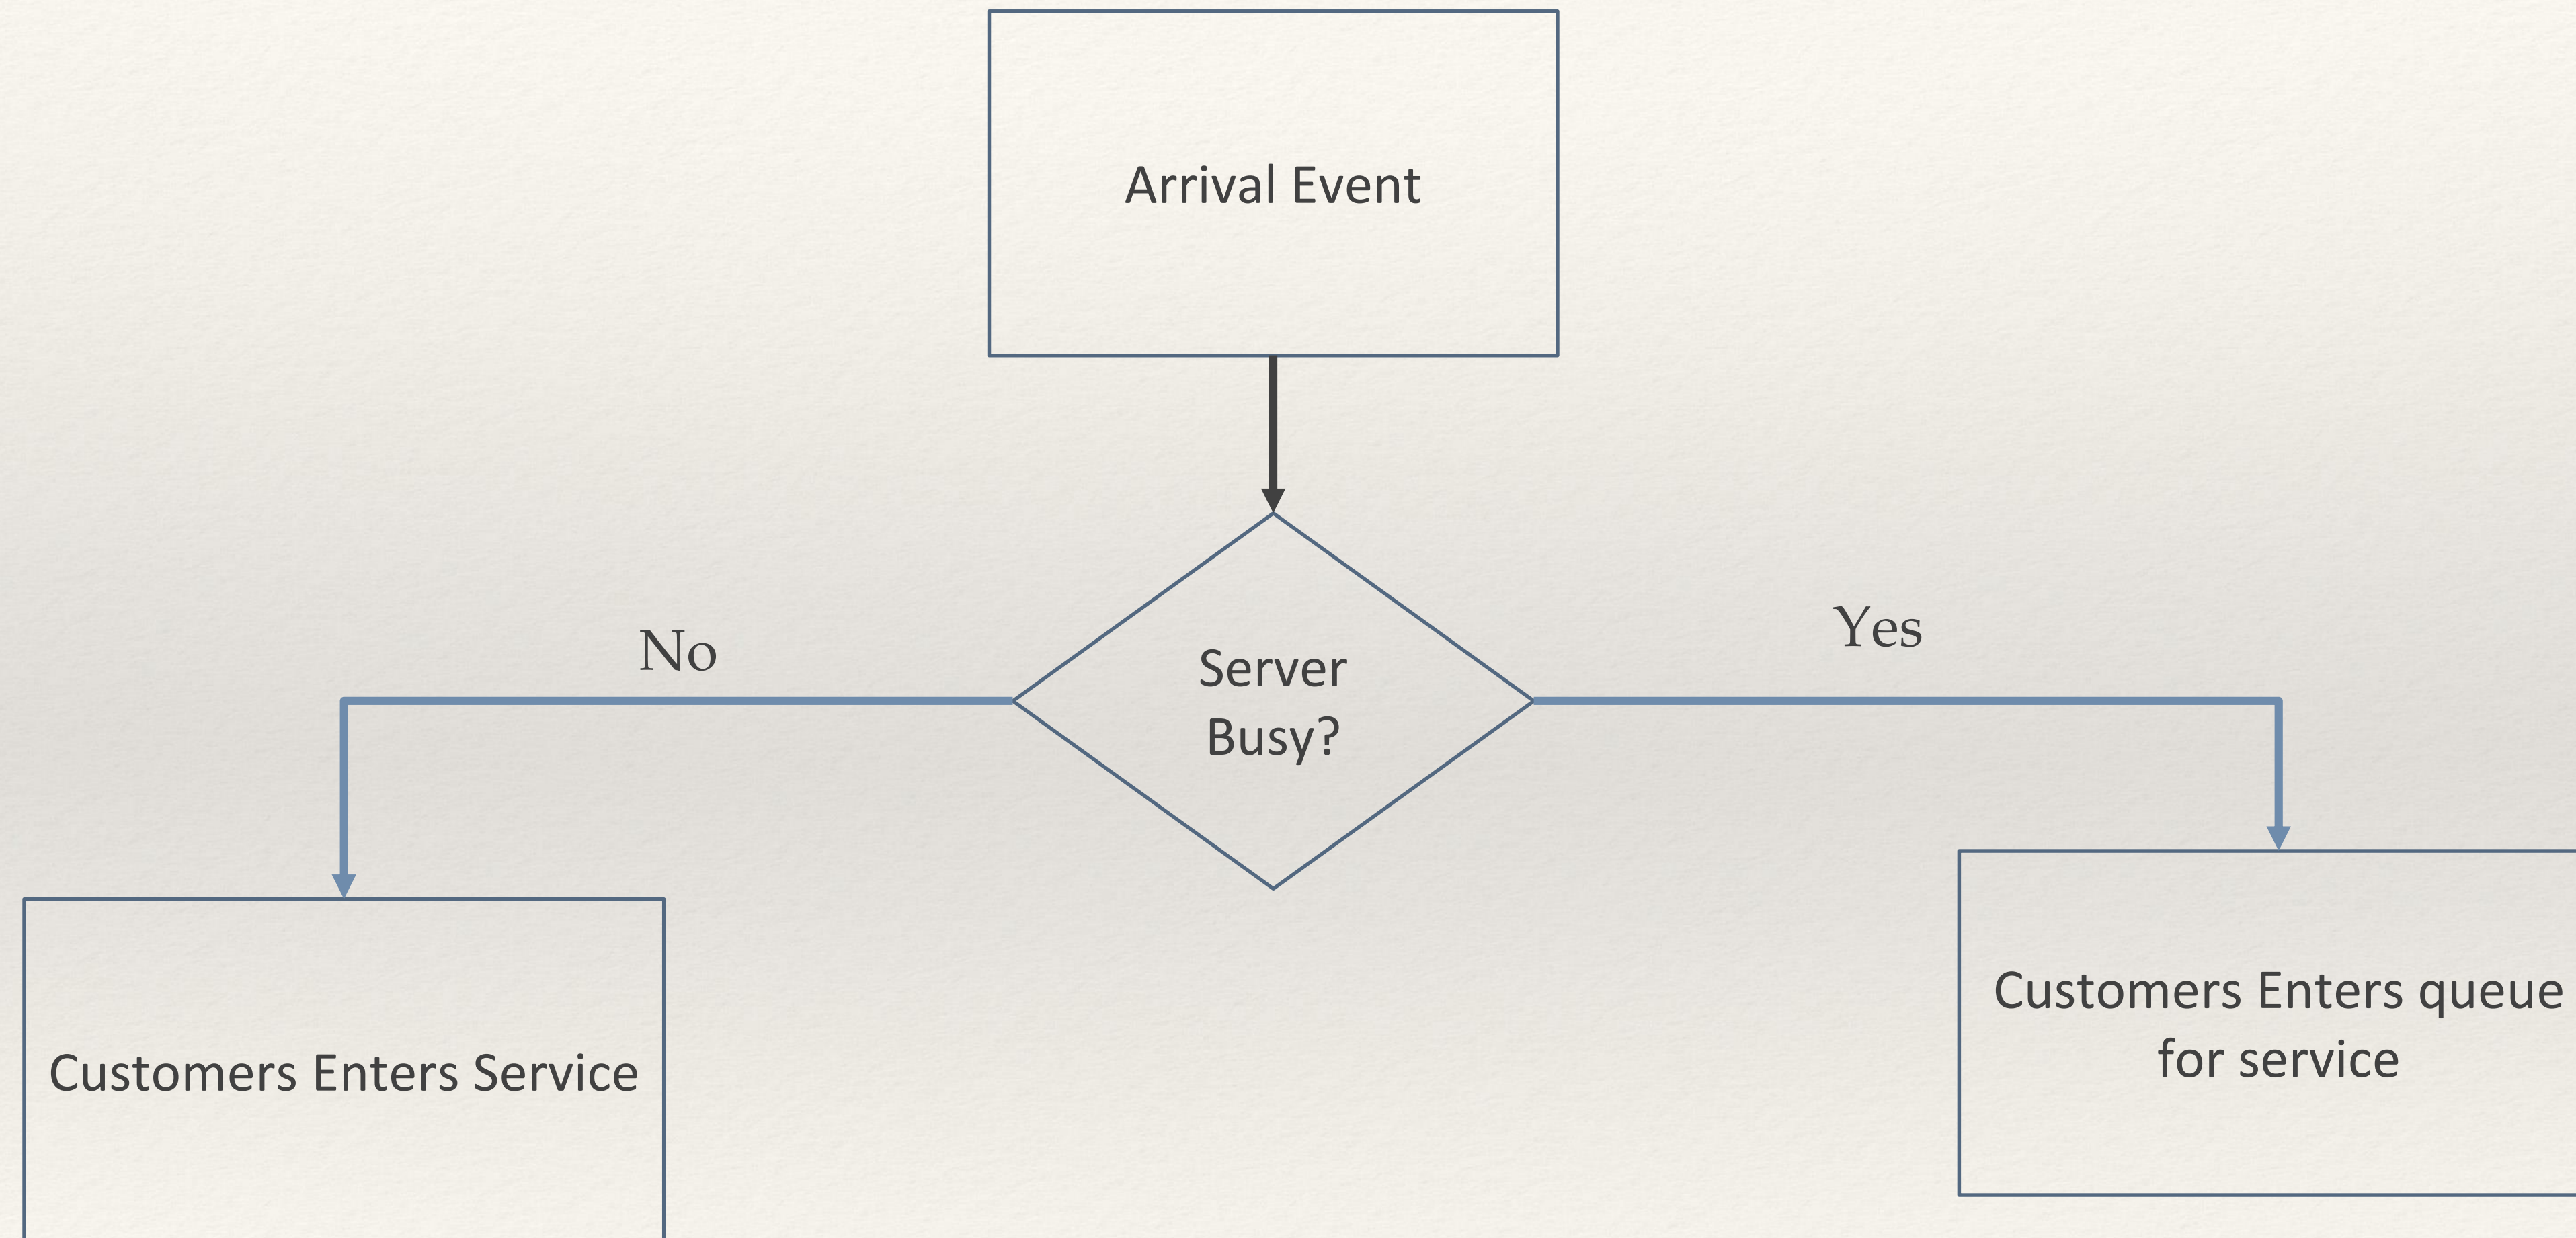 Arrival Event
Server
Busy?
No
Yes
Customers Enters Service
Customers Enters queue
for service